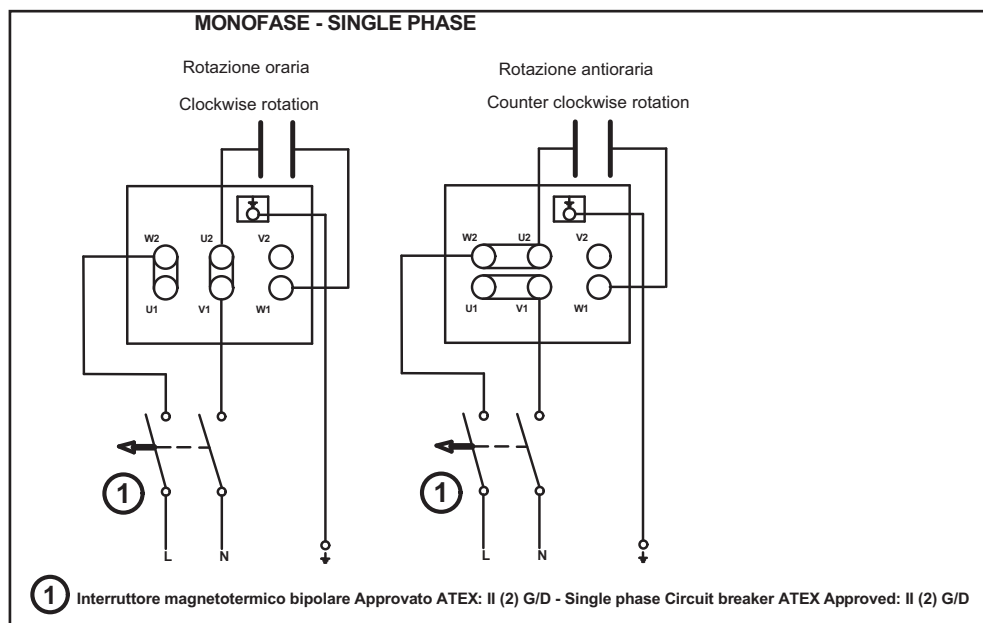 MONOFASE - SINGLE PHASE
Rotazione oraria
Clockwise rotation
W2 U2 V2
U1 V1 W1
1
L N
Rotazione antioraria
Counter clockwise rotation
W2 U2 V2
U1 V1 W1
1
L N
1 Interruttore magnetotermico bipolare Approvato ATEX: II (2) G/D - Single phase Circuit breaker ATEX Approved: II (2) G/D